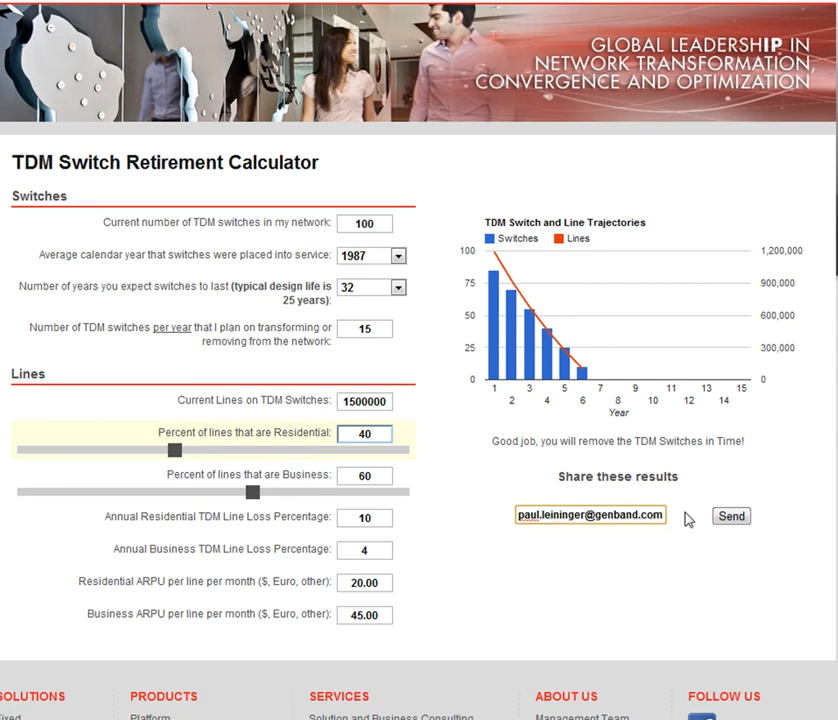 GLOBAL LEADERSHIP IN
NETWORK TRANSFORMATION,
CONVERGENCE AND OPTIMIZATION
TDM Switch Retirement Calculator
Switches
Current number of TDM switches in my network: 100
Average calendar year that switches were placed into service: 1987
Number of years you expect switches to last (typical design life is
25 years): 32
Number of TDM switches per year that I plan on transforming or
removing from the network: 15
Lines
Current Lines on TDM Switches: 1500000
Percent of lines that are Residential: 40
Percent of lines that are Business: 60
Annual Residential TDM Line Loss Percentage: 10
Annual Business TDM Line Loss Percentage: 4
Residential ARPU per line per month ($, Euro, other): 20.00
Business ARPU per line per month ($, Euro, other): 45.00
TDM Switch and Line Trajectories
Switches Lines
100 1,200,000
75 900,000
50 600,000
25 300,000
0 0
1 3 5 7 9 11 13 15
2 4 6 8 10 12 14
Year
Good job, you will remove the TDM Switches in Time!
Share these results
paul.leininger@genband.com Send
SOLUTIONS PRODUCTS SERVICES ABOUT US FOLLOW US
Fixed Platform Solution and Business Consulting Management Team